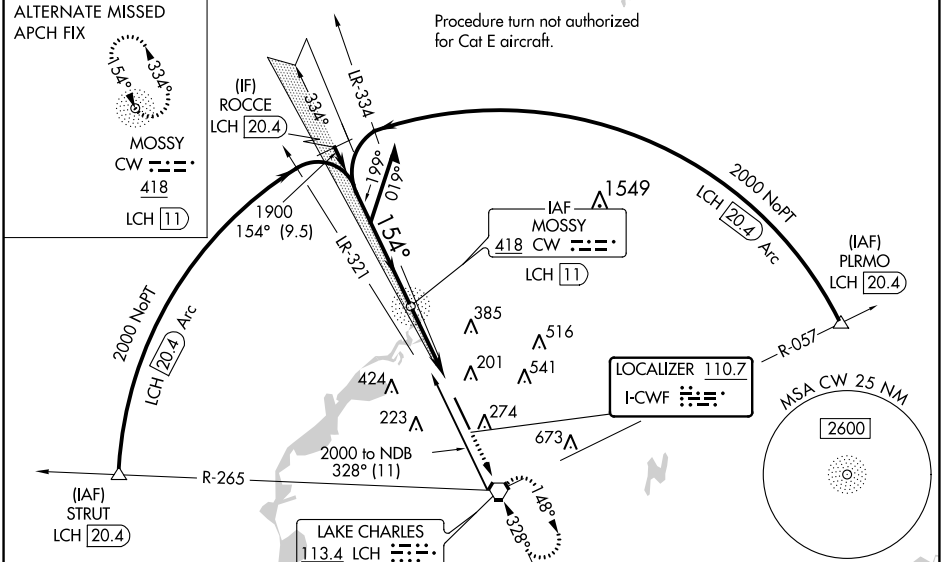 ALTERNATE MISSED
APCH FIX
154°
334°
MOSSY
CW
418
LCH 11
Procedure turn not authorized
for Cat E aircraft.
(IF)
ROCCE
LCH 20.4
334°
LR-334
199°
019°
1900
154° (9.5)
154°
LR-321
2000 NoPT
LCH 20.4 Arc
2000 NoPT
LCH 20.4 Arc
1549
IAF
MOSSY
418 CW
LCH 11
(IAF)
PLRMO
LCH 20.4
R-057
385
516
201
541
424
223
274
673
LOCALIZER 110.7
I-CWF
MSA CW 25 NM
2600
2000 to NDB
328° (11)
R-265
(IAF)
STRUT
LCH 20.4
148°
328°
LAKE CHARLES
113.4 LCH
N